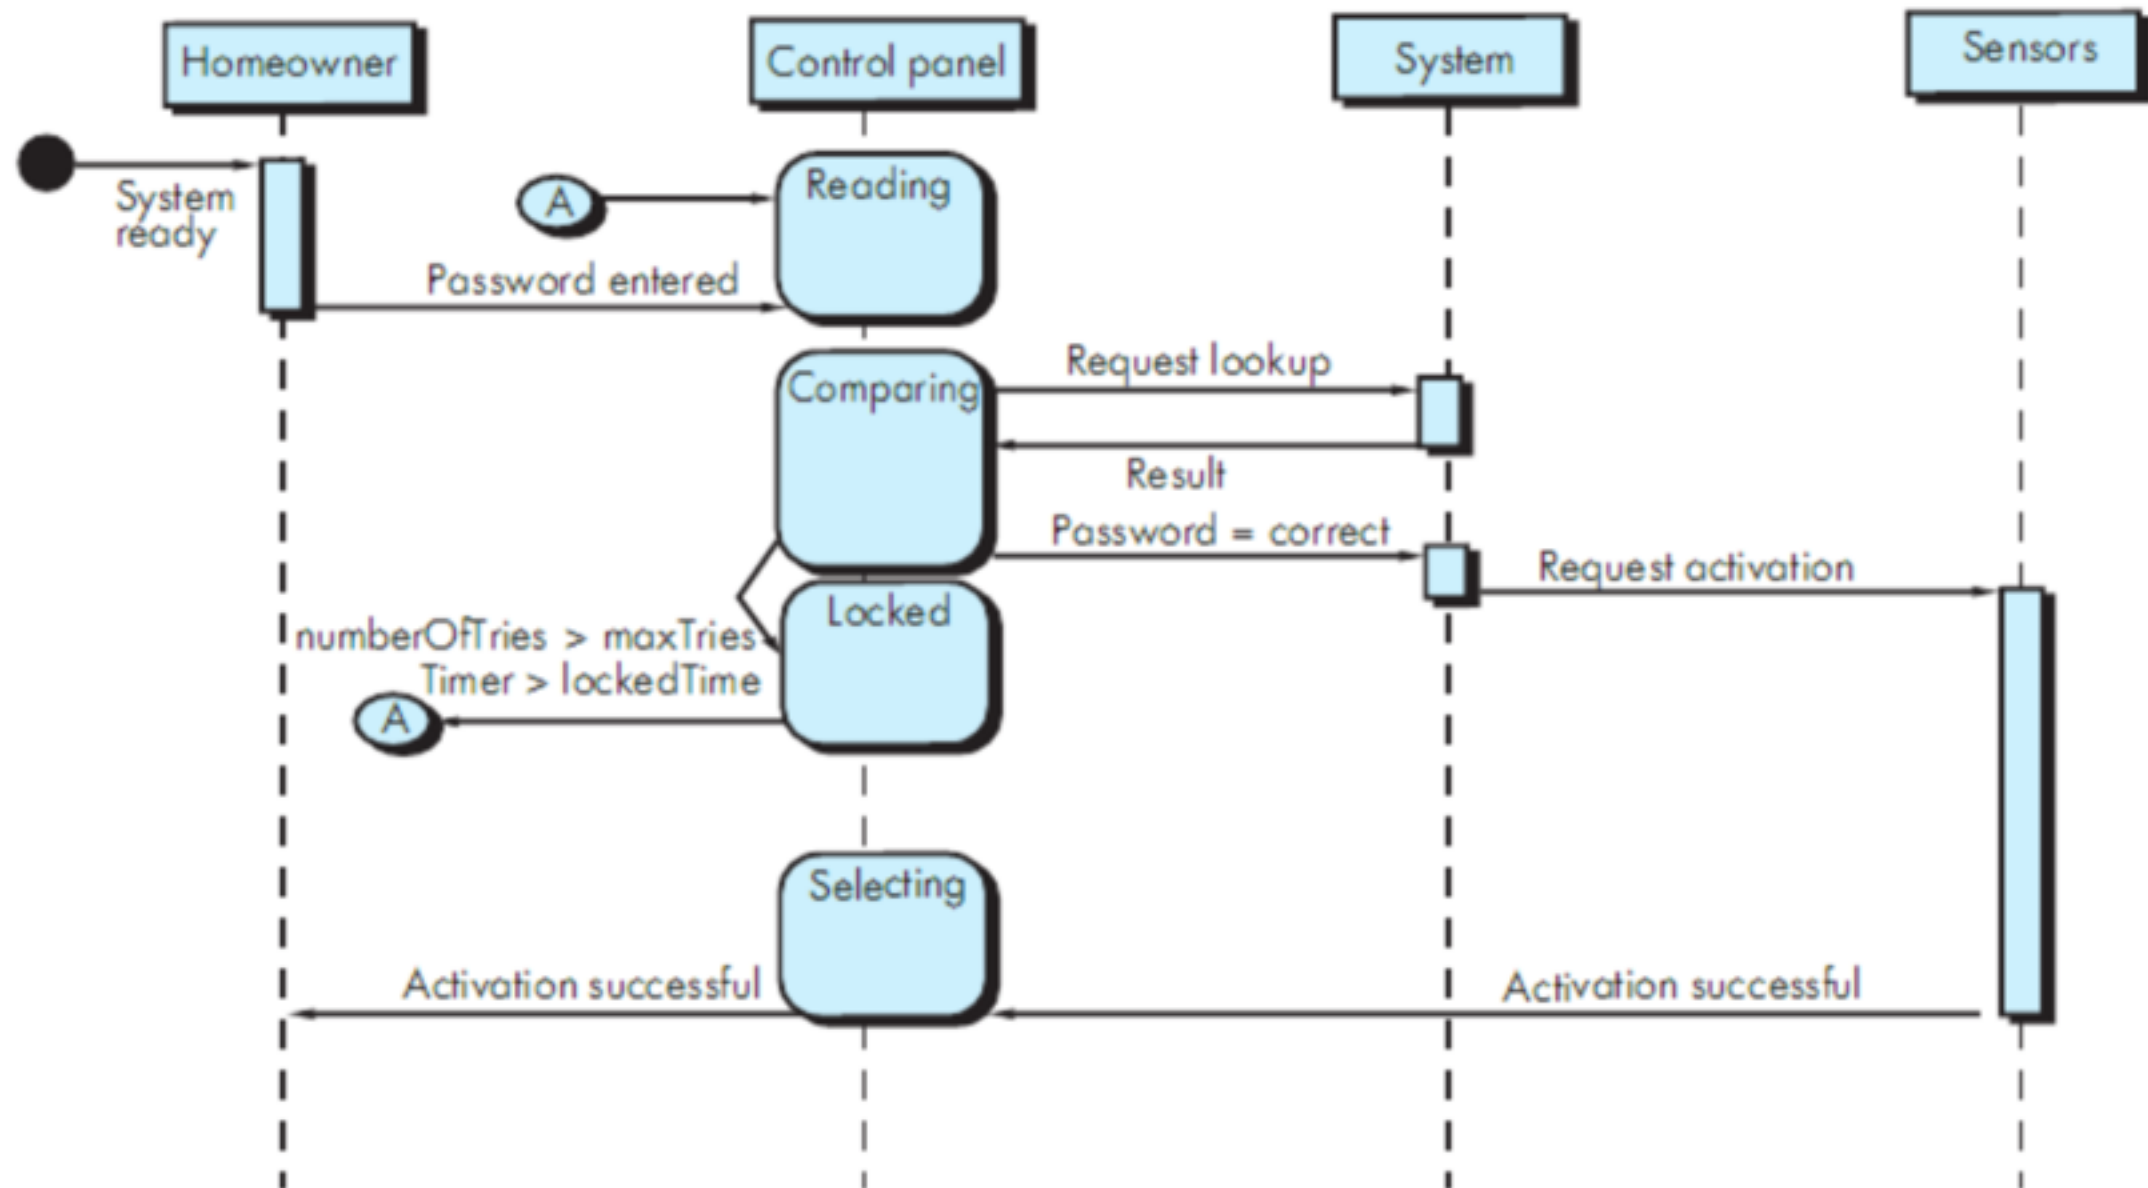 Homeowner
Control panel
System
Sensors
System
ready
A
Reading
Password entered
Comparing
Request lookup
Result
Password = correct
Request activation
Locked
numberOfTries > maxTries
Timer > lockedTime
A
Selecting
Activation successful
Activation successful